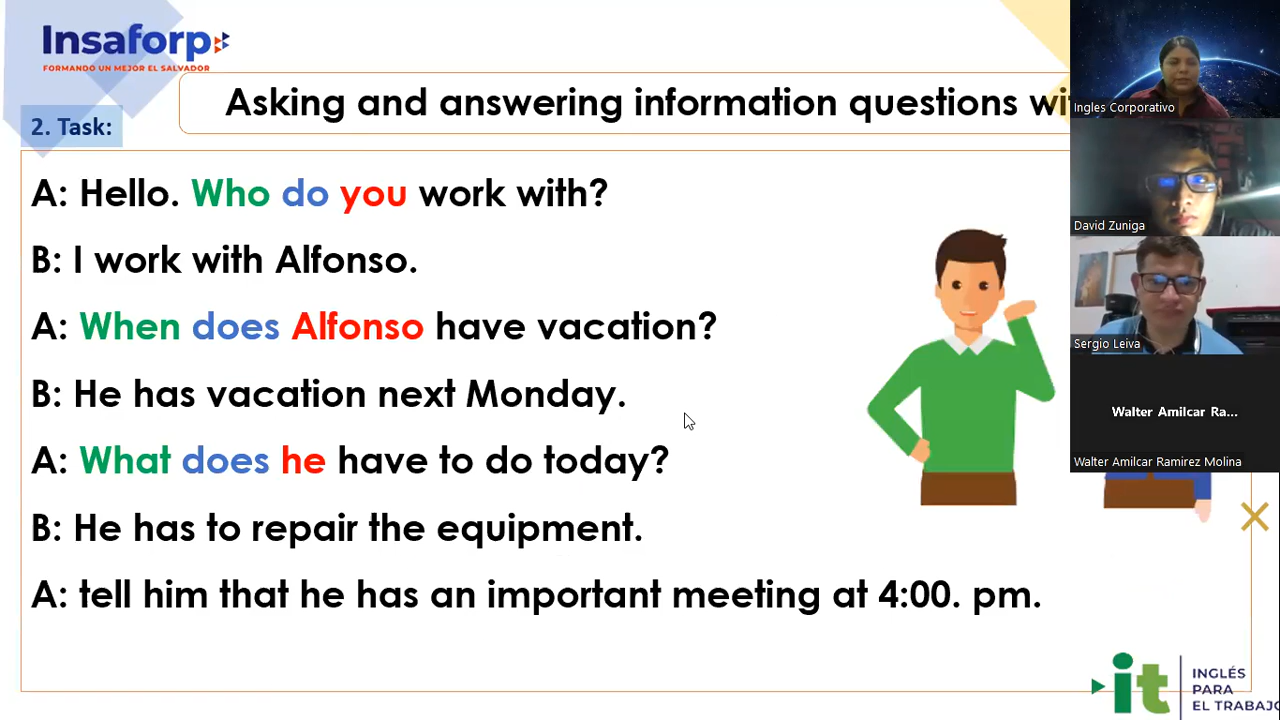 Insaforp
FORMANDO UN MEJOR EL SALVADOR
Asking and answering information questions
2. Task:
A: Hello. Who do you work with?
B: I work with Alfonso.
A: When does Alfonso have vacation?
B: He has vacation next Monday.
A: What does he have to do today?
B: He has to repair the equipment.
A: tell him that he has an important meeting at 4:00. pm.
Ingles Corporativo
David Zuniga
Sergio Leiva
Walter Amilcar Ra...
Walter Amilcar Ramirez Molina
it
INGLÉS
PARA
EL TRABAJO